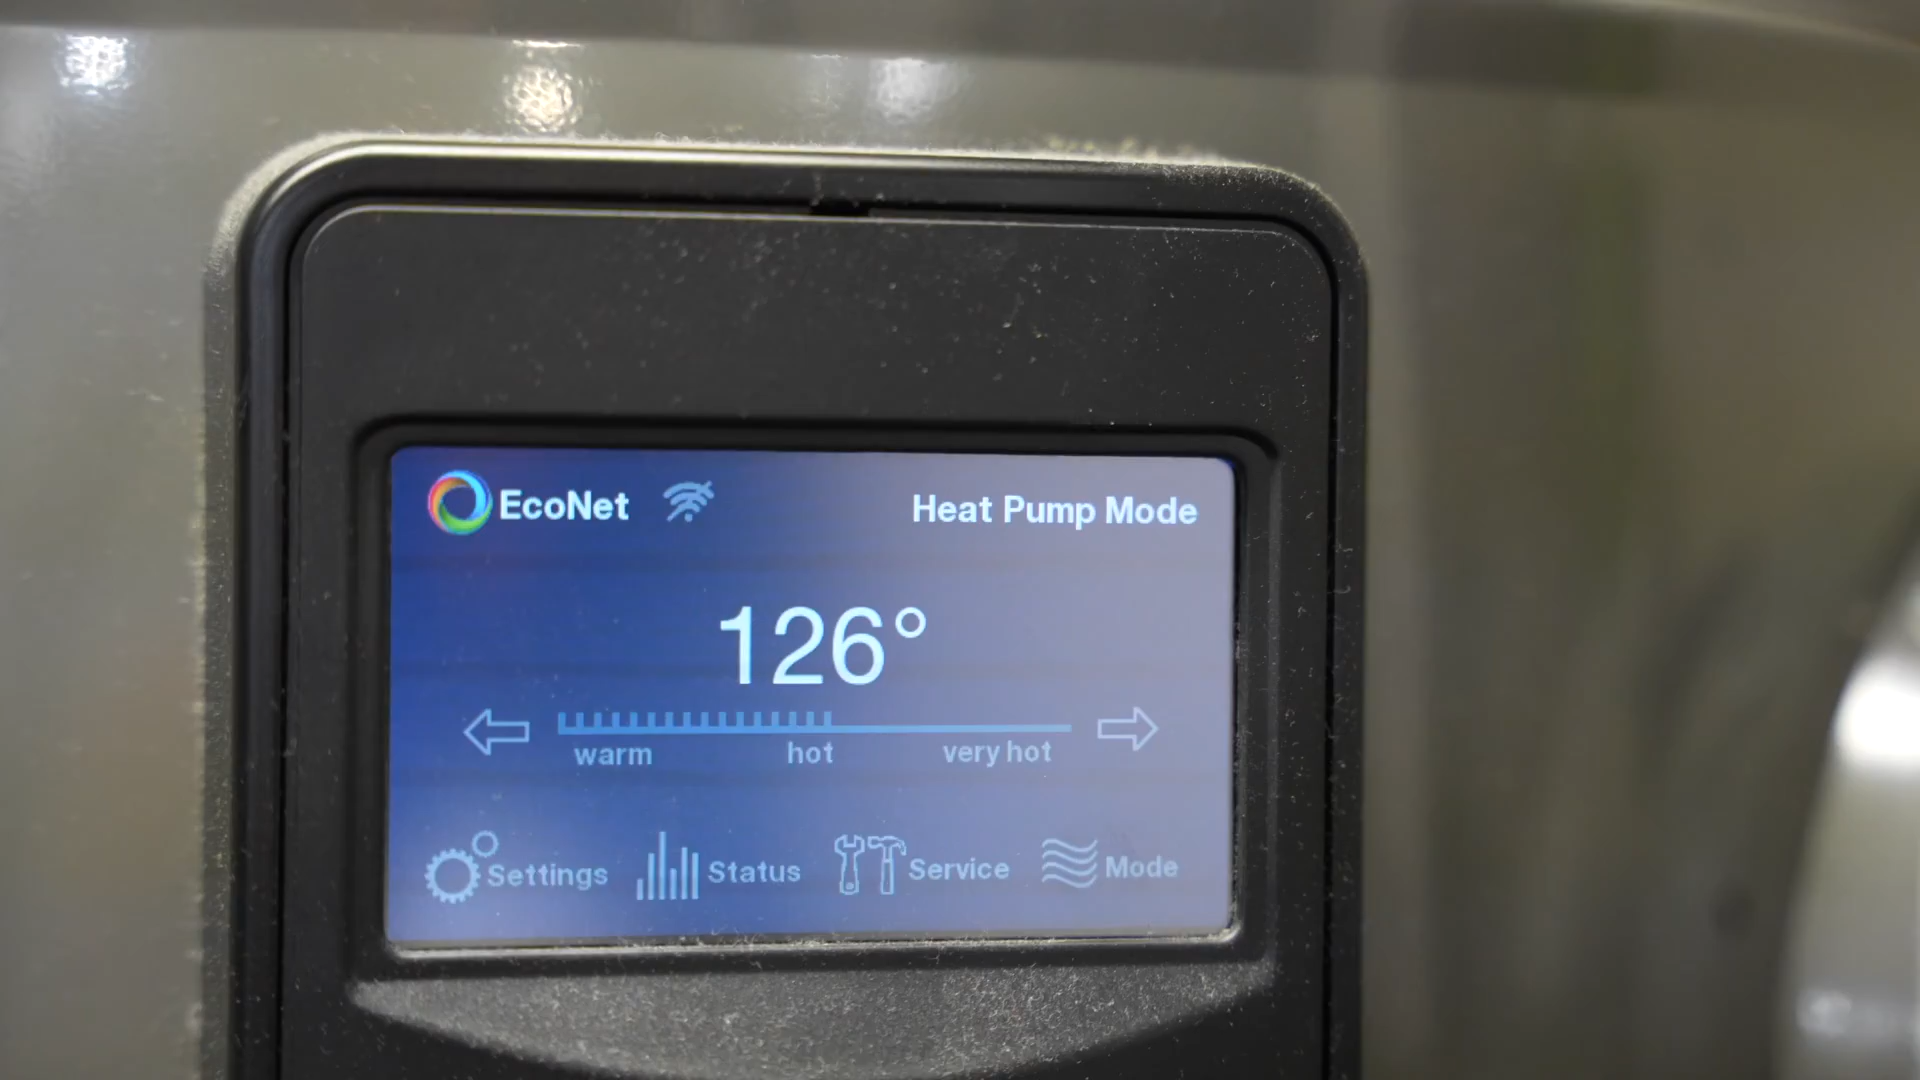 EcoNet
Heat Pump Mode
126°
warm hot very hot
Settings Status Service Mode